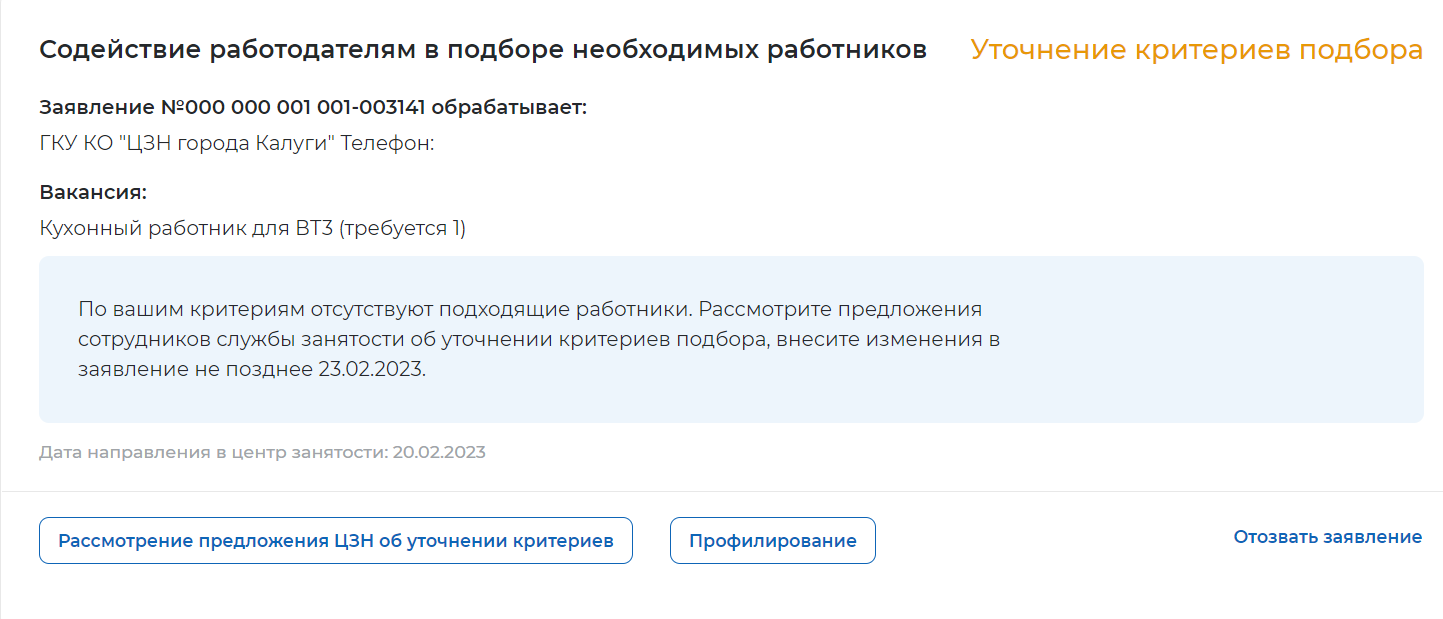 Содействие работодателям в подборе необходимых работников
Уточнение критериев подбора
Заявление №000 000 001 001-003141 обрабатывает:
ГКУ КО "ЦЗН города Калуги" Телефон:
Вакансия:
Кухонный работник для ВТ3 (требуется 1)
По вашим критериям отсутствуют подходящие работники. Рассмотрите предложения
сотрудников службы занятости об уточнении критериев подбора, внесите изменения в
заявление не позднее 23.02.2023.
Дата направления в центр занятости: 20.02.2023
Рассмотрение предложения ЦЗН об уточнении критериев
Профилирование
Отозвать заявление